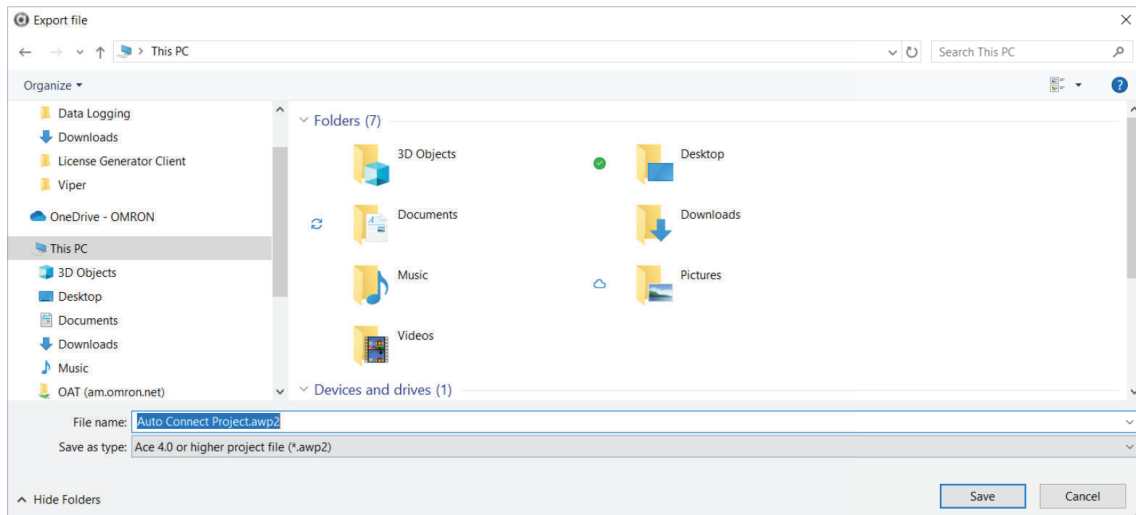 Export file
This PC
Search This PC
Organize
Data Logging
Downloads
License Generator Client
Viper
OneDrive - OMRON
This PC
3D Objects
Desktop
Documents
Downloads
Music
OAT (am.omron.net)
Folders (7)
3D Objects
Desktop
Documents
Downloads
Music
Pictures
Videos
Devices and drives (1)
File name: Auto Connect Project.awp2
Save as type: Ace 4.0 or higher project file (*.awp2)
Hide Folders
Save
Cancel